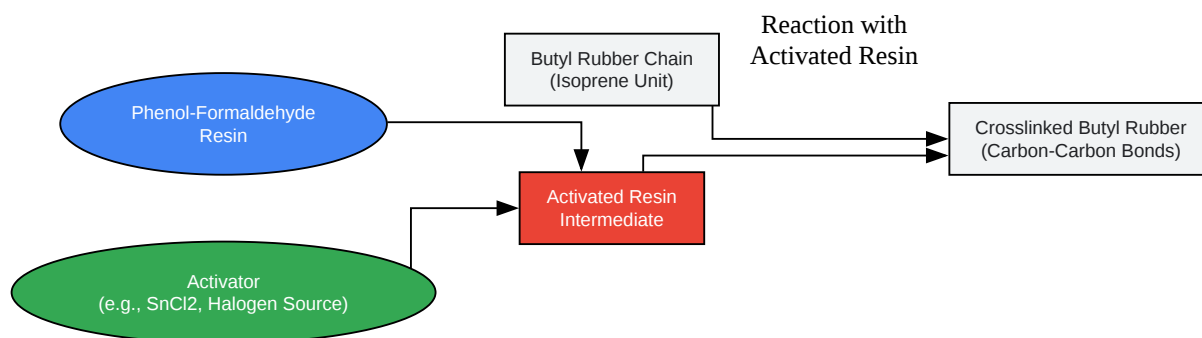 Reaction with
Activated Resin
Butyl Rubber Chain
(Isoprene Unit)
Phenol-Formaldehyde
Resin
Crosslinked Butyl Rubber
(Carbon-Carbon Bonds)
Activated Resin
Intermediate
Activator
(e.g., SnCl2, Halogen Source)